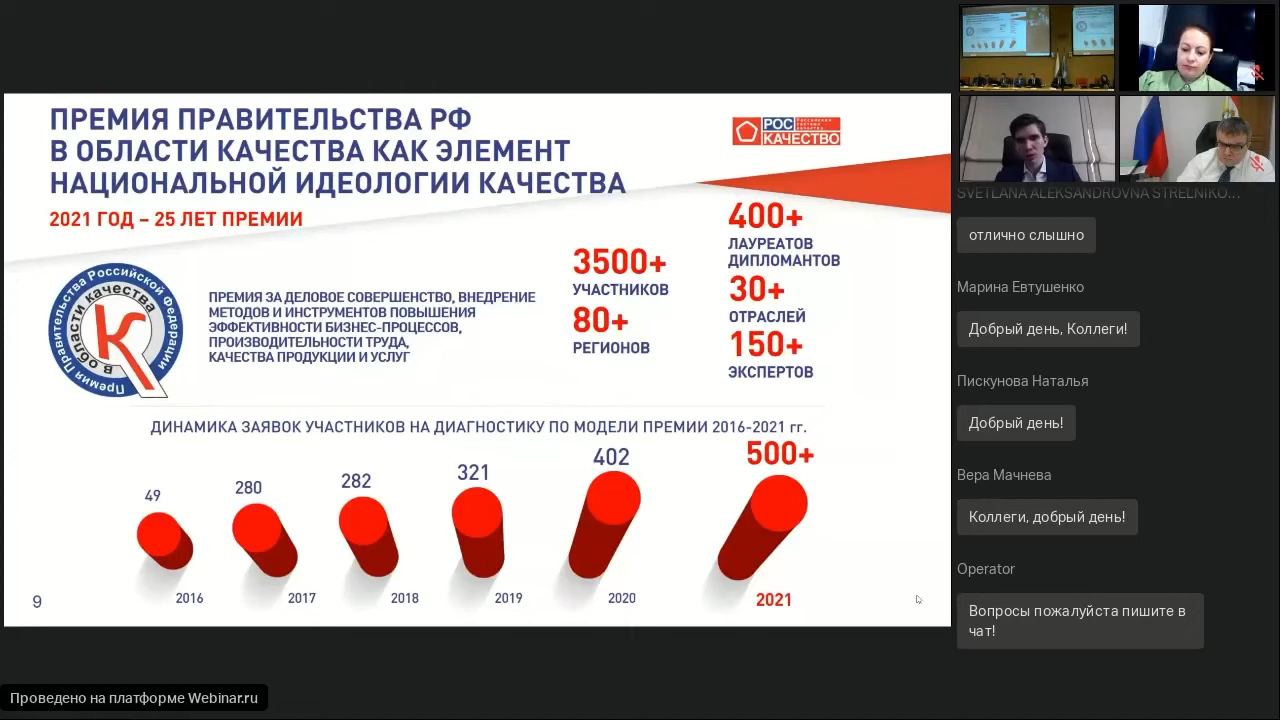 ПРЕМИЯ ПРАВИТЕЛЬСТВА РФ
В ОБЛАСТИ КАЧЕСТВА КАК ЭЛЕМЕНТ
НАЦИОНАЛЬНОЙ ИДЕОЛОГИИ КАЧЕСТВА
2021 ГОД – 25 ЛЕТ ПРЕМИИ
РОС
Российская
система
качества
КАЧЕСТВО
Премия Правительства Российской Федерации
в области качества
ПРЕМИЯ ЗА ДЕЛОВОЕ СОВЕРШЕНСТВО, ВНЕДРЕНИЕ
МЕТОДОВ И ИНСТРУМЕНТОВ ПОВЫШЕНИЯ
ЭФФЕКТИВНОСТИ БИЗНЕС-ПРОЦЕССОВ,
ПРОИЗВОДИТЕЛЬНОСТИ ТРУДА,
КАЧЕСТВА ПРОДУКЦИИ И УСЛУГ
3500+
УЧАСТНИКОВ
80+
РЕГИОНОВ
400+
ЛАУРЕАТОВ
ДИПЛОМАНТОВ
30+
ОТРАСЛЕЙ
150+
ЭКСПЕРТОВ
ДИНАМИКА ЗАЯВОК УЧАСТНИКОВ НА ДИАГНОСТИКУ ПО МОДЕЛИ ПРЕМИИ 2016-2021 гг.
49
280
282
321
402
500+
2016
2017
2018
2019
2020
2021
9
Проведено на платформе Webinar.ru
SVETLANA ALEKSANDROVNA STRELNIKO...
отлично слышно
Марина Евтушенко
Добрый день, Коллеги!
Пискунова Наталья
Добрый день!
Вера Мачнева
Коллеги, добрый день!
Operator
Вопросы пожалуйста пишите в
чат!